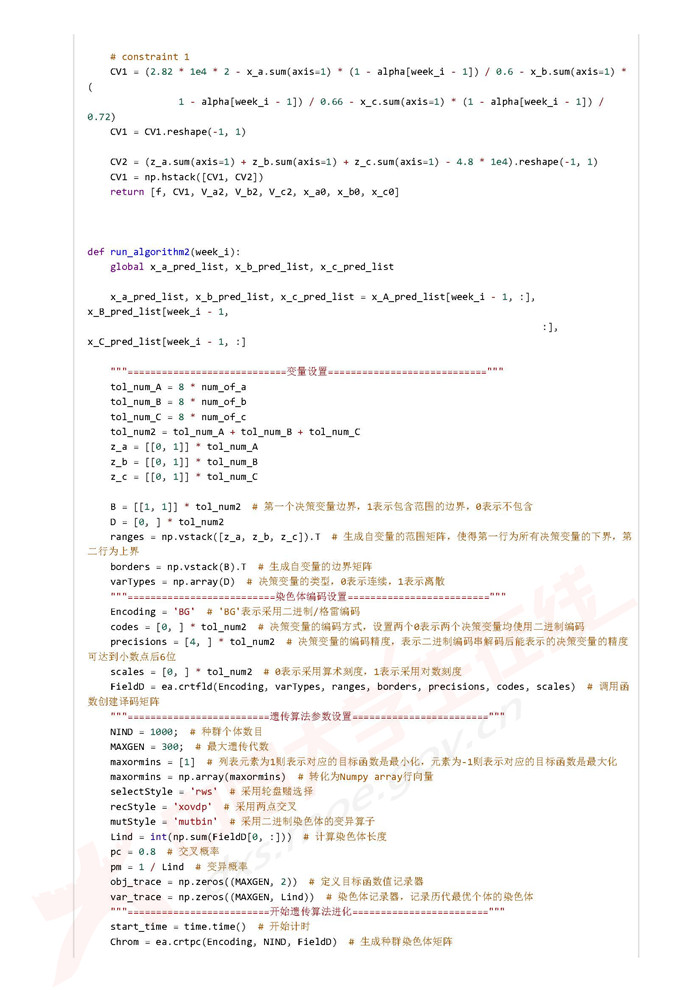 # constraint 1
CV1 = (2.82 * 1e4 * 2 - x_a.sum(axis=1) * (1 - alpha[week_i - 1]) / 0.6 - x_b.sum(axis=1) *
(
1 - alpha[week_i - 1]) / 0.66 - x_c.sum(axis=1) * (1 - alpha[week_i - 1]) /
0.72)
CV1 = CV1.reshape(-1, 1)
CV2 = (z_a.sum(axis=1) + z_b.sum(axis=1) + z_c.sum(axis=1) - 4.8 * 1e4).reshape(-1, 1)
CV1 = np.hstack([CV1, CV2])
return [f, CV1, V_a2, V_b2, V_c2, x_a0, x_b0, x_c0]
def run_algorithm2(week_i):
global x_a_pred_list, x_b_pred_list, x_c_pred_list
x_a_pred_list, x_b_pred_list, x_c_pred_list = x_A_pred_list[week_i - 1, :],
x_B_pred_list[week_i - 1,
:],
x_C_pred_list[week_i - 1, :]
"""============================变量设置============================"""
tol_num_A = 8 * num_of_a
tol_num_B = 8 * num_of_b
tol_num_C = 8 * num_of_c
tol_num2 = tol_num_A + tol_num_B + tol_num_C
z_a = [[0, 1]] * tol_num_A
z_b = [[0, 1]] * tol_num_B
z_c = [[0, 1]] * tol_num_C
B = [[1, 1]] * tol_num2 # 第一个决策变量边界，1表示包含范围的边界，0表示不包含
D = [0, ] * tol_num2
ranges = np.vstack([z_a, z_b, z_c]).T # 生成自变量的范围矩阵，使得第一行为所有决策变量的下界，第
二行为上界
borders = np.vstack(B).T # 生成自变量的边界矩阵
varTypes = np.array(D) # 决策变量的类型，0表示连续，1表示离散
"""==========================染色体编码设置========================="""
Encoding = 'BG' # 'BG'表示采用二进制/格雷编码
codes = [0, ] * tol_num2 # 决策变量的编码方式，设置两个0表示两个决策变量均使用二进制编码
precisions = [4, ] * tol_num2 # 决策变量的编码精度，表示二进制编码串解码后能表示的决策变量的精度
可达到小数点后6位
scales = [0, ] * tol_num2 # 0表示采用算术刻度，1表示采用对数刻度
FieldD = ea.crtfld(Encoding, varTypes, ranges, borders, precisions, codes, scales) # 调用函
数创建译码矩阵
"""=========================遗传算法参数设置========================"""
NIND = 1000; # 种群个体数目
MAXGEN = 300; # 最大遗传代数
maxormins = [1] # 列表元素为1则表示对应的目标函数是最小化，元素为-1则表示对应的目标函数是最大化
maxormins = np.array(maxormins) # 转化为Numpy array行向量
selectStyle = 'rws' # 采用轮盘赌选择
recStyle = 'xovdp' # 采用两点交叉
mutStyle = 'mutbin' # 采用二进制染色体的变异算子
Lind = int(np.sum(FieldD[0, :])) # 计算染色体长度
pc = 0.8 # 交叉概率
pm = 1 / Lind # 变异概率
obj_trace = np.zeros((MAXGEN, 2)) # 定义目标函数值记录器
var_trace = np.zeros((MAXGEN, Lind)) # 染色体记录器，记录历代最优个体的染色体
"""=========================开始遗传算法进化========================"""
start_time = time.time() # 开始计时
Chrom = ea.crtpc(Encoding, NIND, FieldD) # 生成种群染色体矩阵